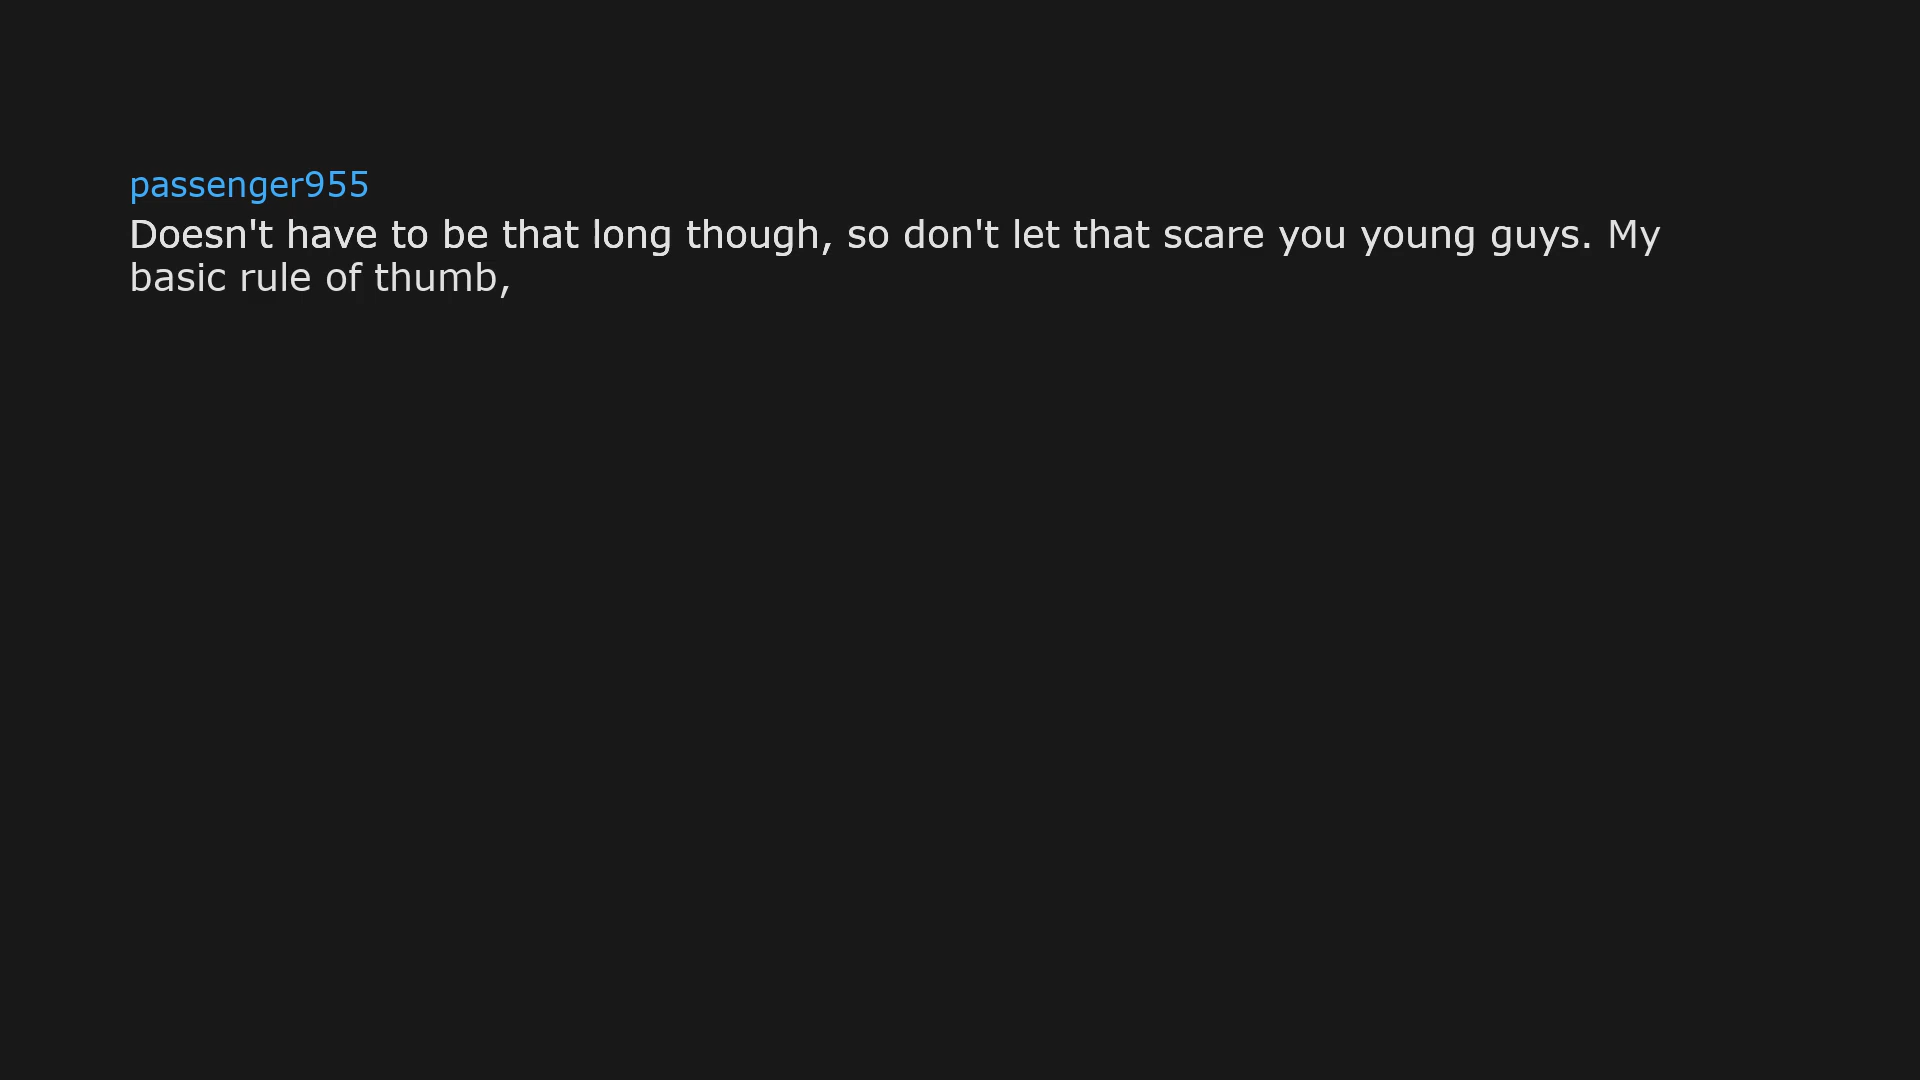 passenger955
Doesn't have to be that long though, so don't let that scare you young guys. My
basic rule of thumb,